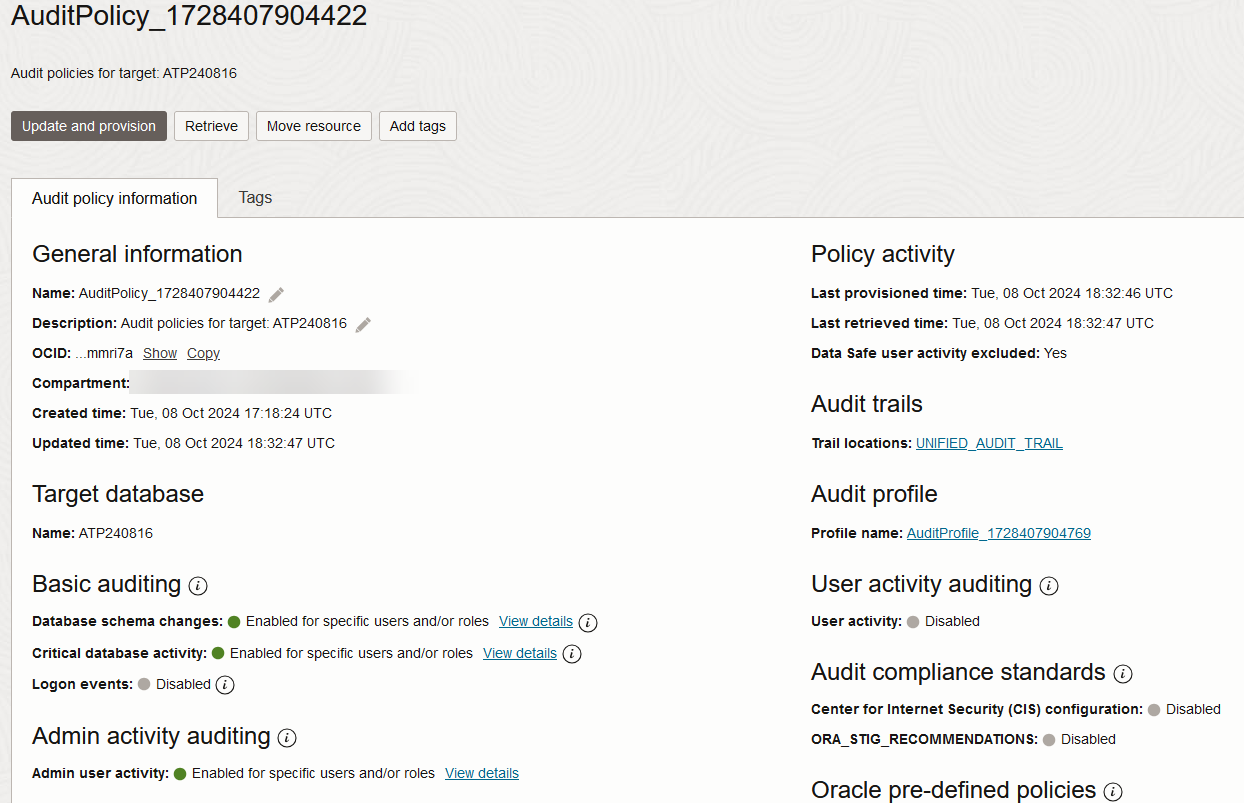 AuditPolicy_1728407904422
Audit policies for target: ATP240816
Update and provision
Retrieve
Move resource
Add tags
Audit policy information
Tags
General information
Name: AuditPolicy_1728407904422
Description: Audit policies for target: ATP240816
OCID: ...mmri7a Show Copy
Compartment:
Created time: Tue, 08 Oct 2024 17:18:24 UTC
Updated time: Tue, 08 Oct 2024 18:32:47 UTC
Target database
Name: ATP240816
Basic auditing
Database schema changes: Enabled for specific users and/or roles View details
Critical database activity: Enabled for specific users and/or roles View details
Logon events: Disabled
Admin activity auditing
Admin user activity: Enabled for specific users and/or roles View details
Policy activity
Last provisioned time: Tue, 08 Oct 2024 18:32:46 UTC
Last retrieved time: Tue, 08 Oct 2024 18:32:47 UTC
Data Safe user activity excluded: Yes
Audit trails
Trail locations: UNIFIED_AUDIT_TRAIL
Audit profile
Profile name: AuditProfile_1728407904769
User activity auditing
User activity: Disabled
Audit compliance standards
Center for Internet Security (CIS) configuration: Disabled
ORA_STIG_RECOMMENDATIONS: Disabled
Oracle pre-defined policies